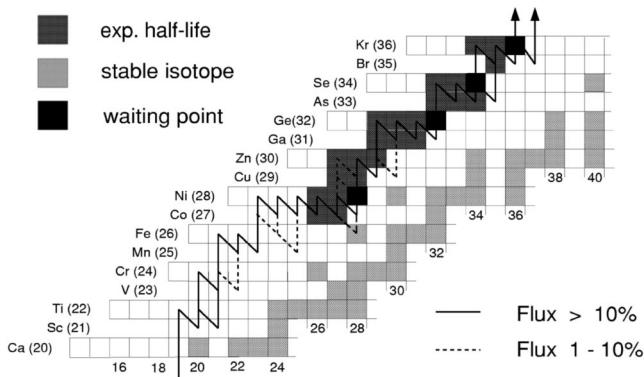 exp. half-life
stable isotope
waiting point
Kr (36)
Br (35)
Se (34)
As (33)
Ge(32)
Ga (31)
Zn (30)
Cu (29)
Ni (28)
Co (27)
Fe (26)
Mn (25)
Cr (24)
V (23)
Ti (22)
Sc (21)
Ca (20)
16
18
20
22
24
26
28
30
32
34
36
38
40
Flux > 10%
Flux 1 - 10%